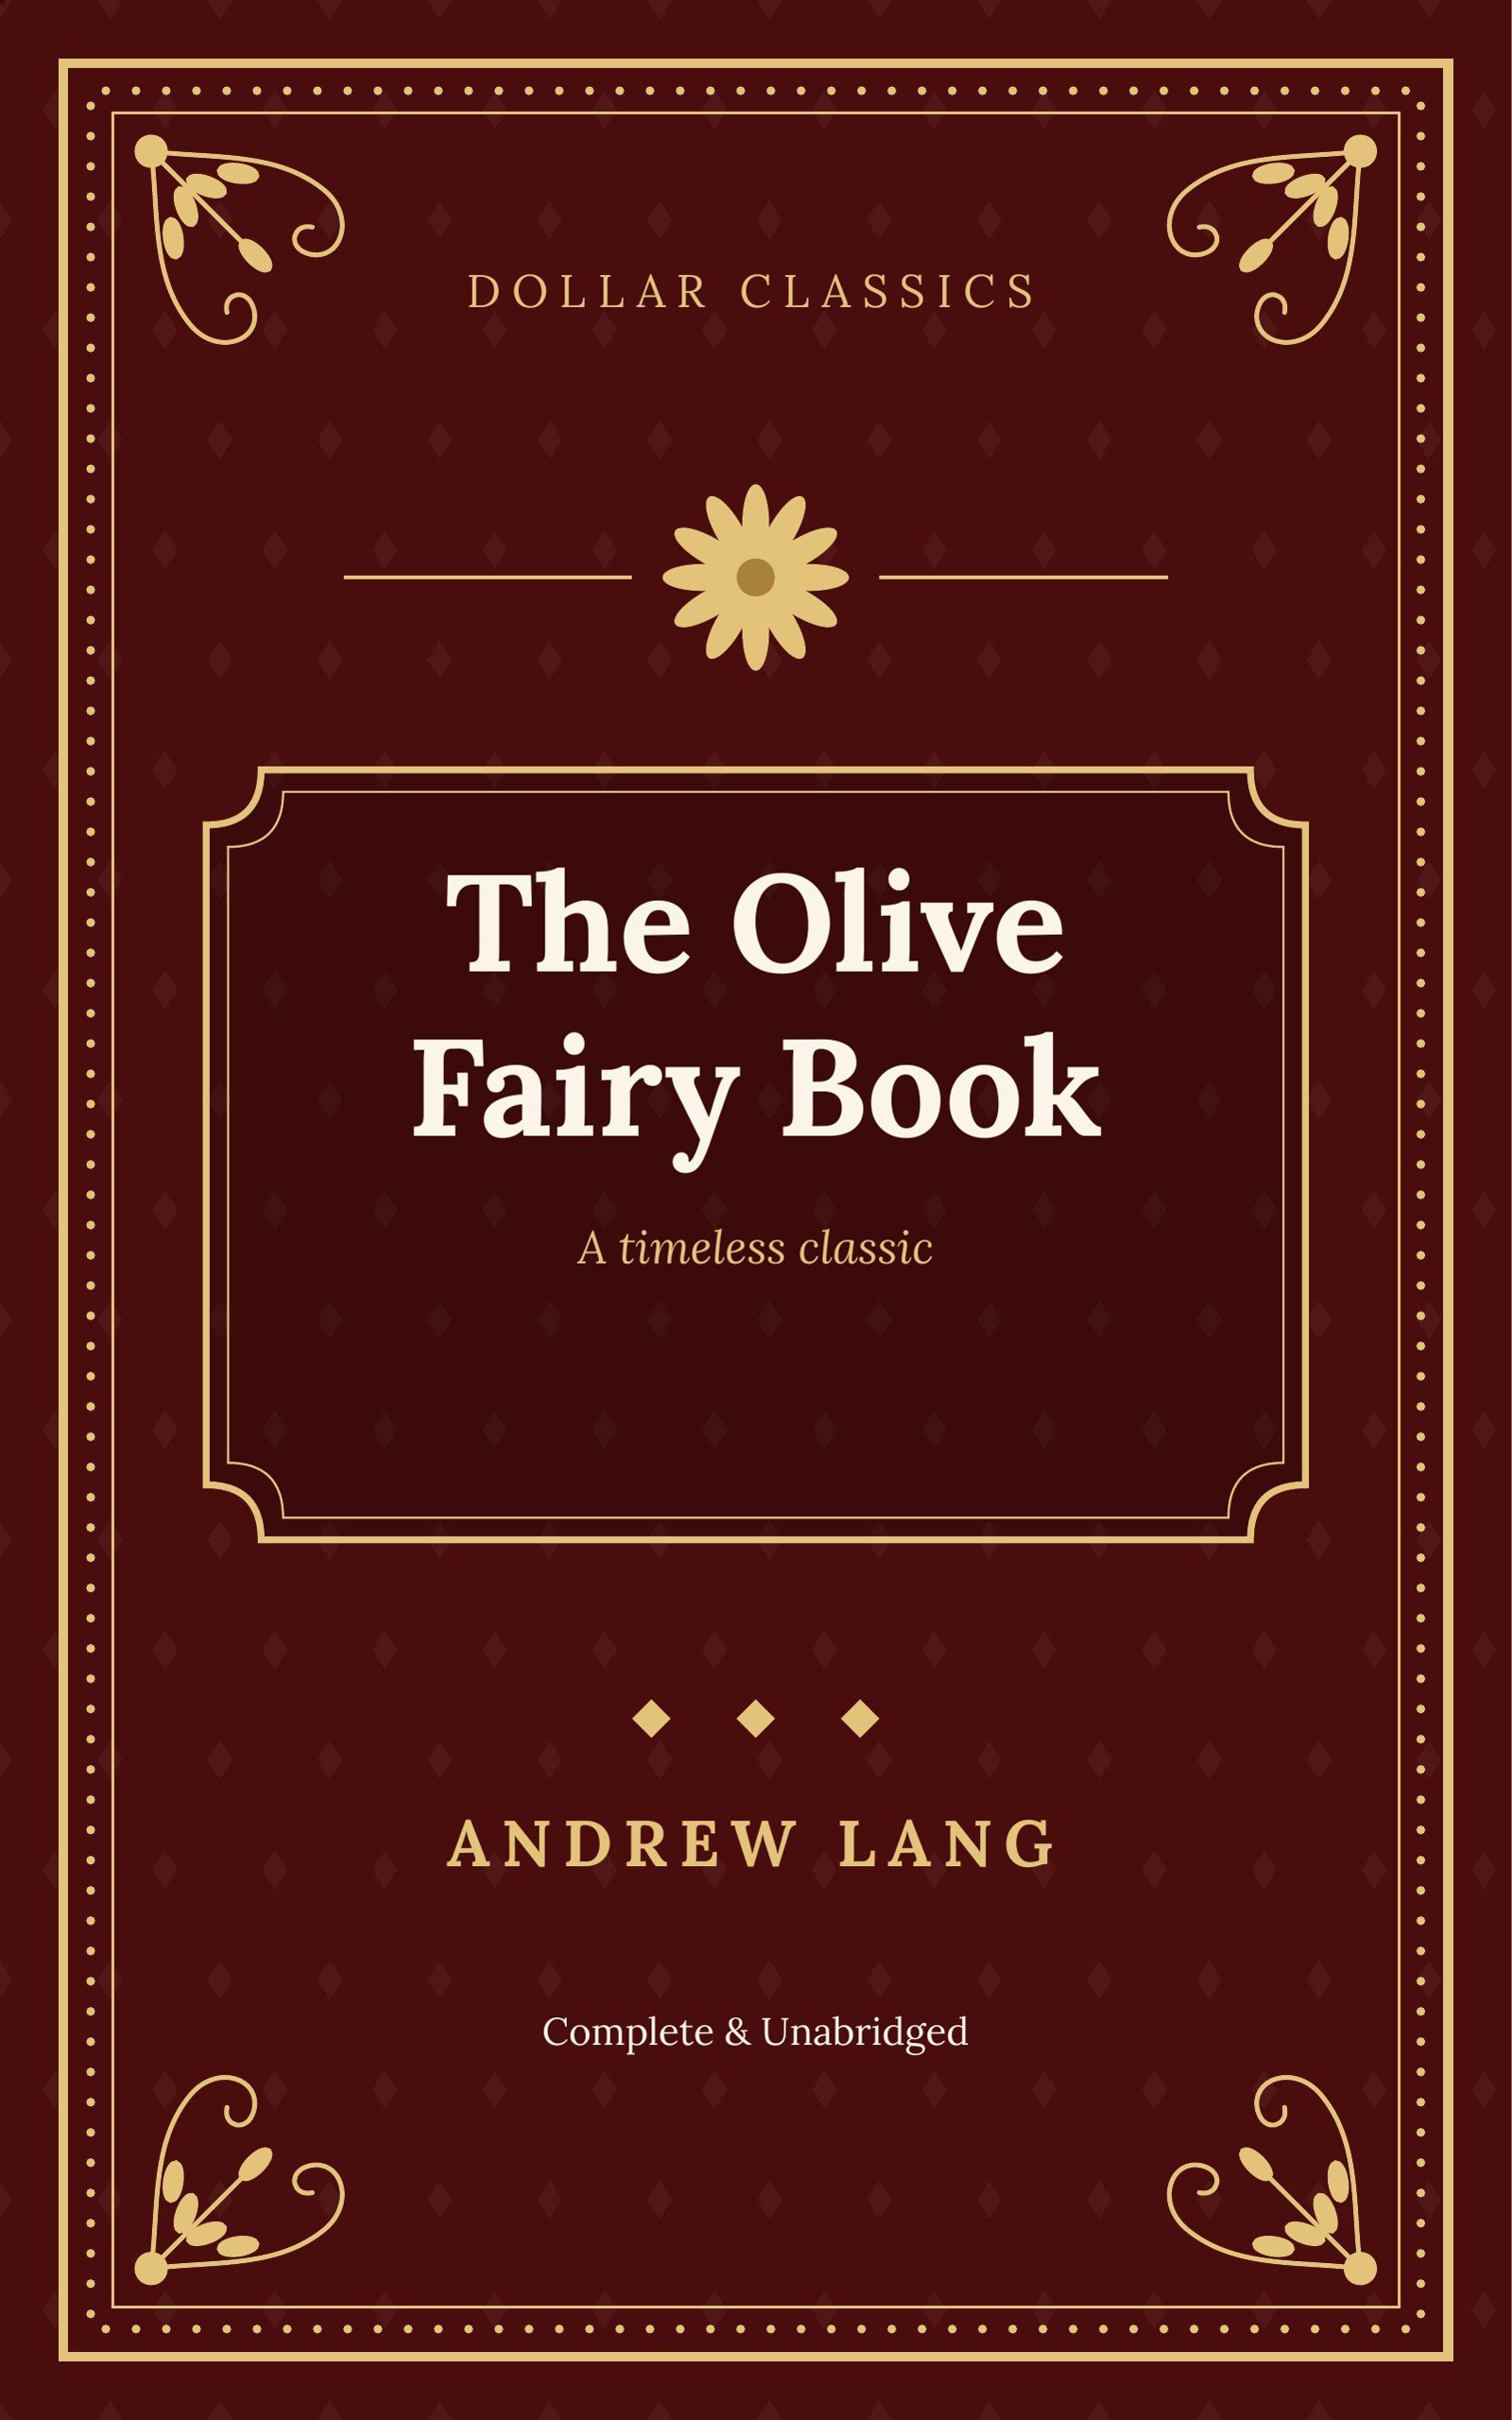 DOLLAR CLASSICS
The Olive
Fairy Book
A timeless classic
ANDREW LANG
Complete & Unabridged